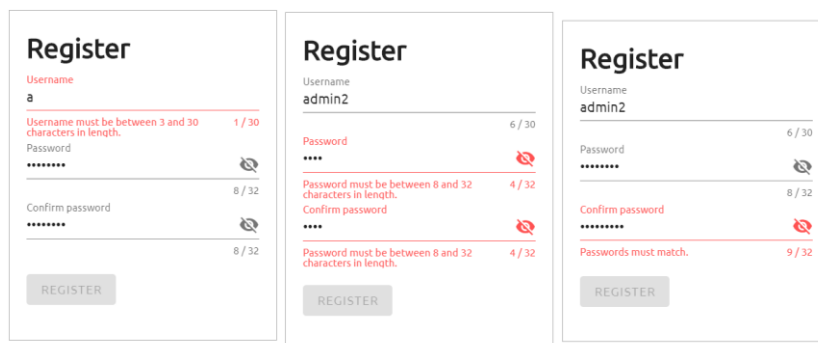 Register
Username
a
Username must be between 3 and 30 1 / 30
characters in length.
Password
••••••••
8 / 32
Confirm password
••••••••
8 / 32
REGISTER
Register
Username
admin2
6 / 30
Password
••••
Password must be between 8 and 32 4 / 32
characters in length.
Confirm password
••••
Password must be between 8 and 32 4 / 32
characters in length.
REGISTER
Register
Username
admin2
6 / 30
Password
••••••••
8 / 32
Confirm password
•••••••••
Passwords must match. 9 / 32
REGISTER